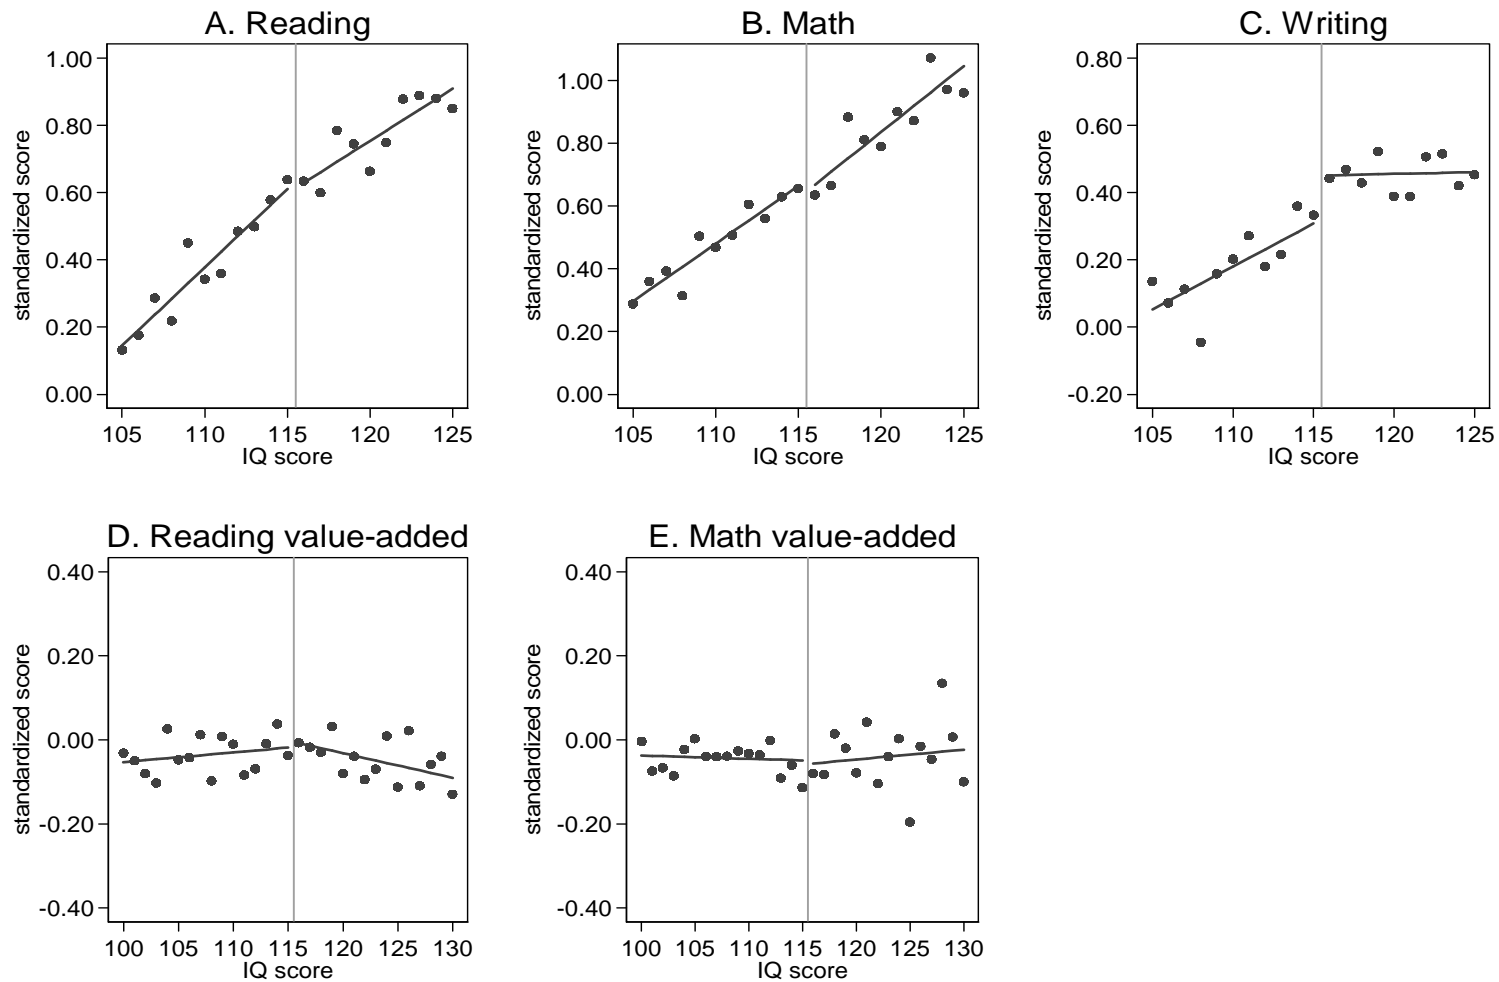 A. Reading
standardized score
1.00
0.80
0.60
0.40
0.20
0.00
105 110 115 120 125
IQ score
B. Math
standardized score
1.00
0.80
0.60
0.40
0.20
0.00
105 110 115 120 125
IQ score
C. Writing
standardized score
0.80
0.60
0.40
0.20
0.00
-0.20
105 110 115 120 125
IQ score
D. Reading value-added
standardized score
0.40
0.20
0.00
-0.20
-0.40
100 105 110 115 120 125 130
IQ score
E. Math value-added
standardized score
0.40
0.20
0.00
-0.20
-0.40
100 105 110 115 120 125 130
IQ score